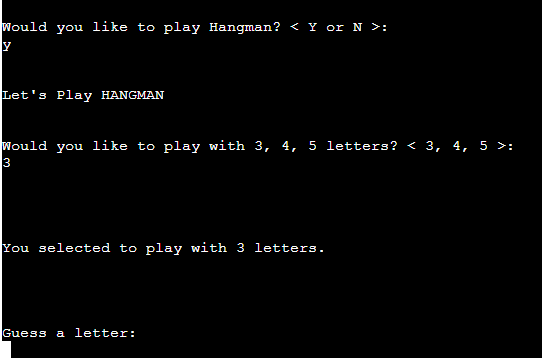 Would you like to play Hangman? < Y or N >:
y
Let's Play HANGMAN
Would you like to play with 3, 4, 5 letters? < 3, 4, 5 >:
3
You selected to play with 3 letters.
Guess a letter: